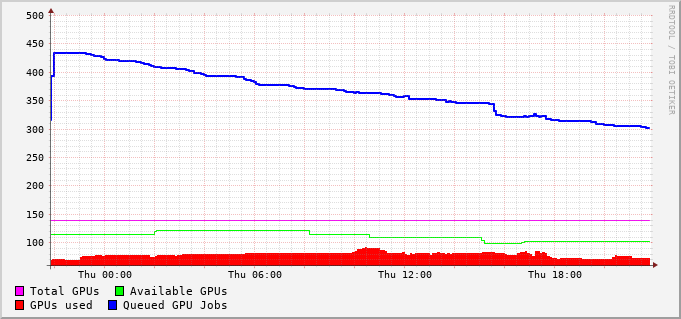 500
450
400
350
300
250
200
150
100
Thu 00:00 Thu 06:00 Thu 12:00 Thu 18:00
Total GPUs Available GPUs
GPUs used Queued GPU Jobs
RRDTOOL / TOBI OETIKER